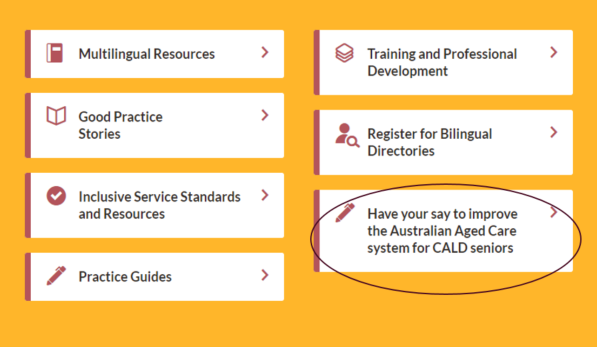 Multilingual Resources
Good Practice
Stories
Inclusive Service Standards
and Resources
Practice Guides
Training and Professional
Development
Register for Bilingual
Directories
Have your say to improve
the Australian Aged Care
system for CALD seniors